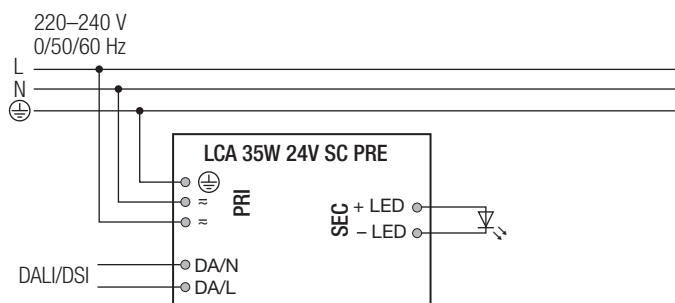 220–240 V
0/50/60 Hz
L
N
LCA 35W 24V SC PRE
PRI
≂
≂
SEC
+ LED
– LED
DALI/DSI
DA/N
DA/L